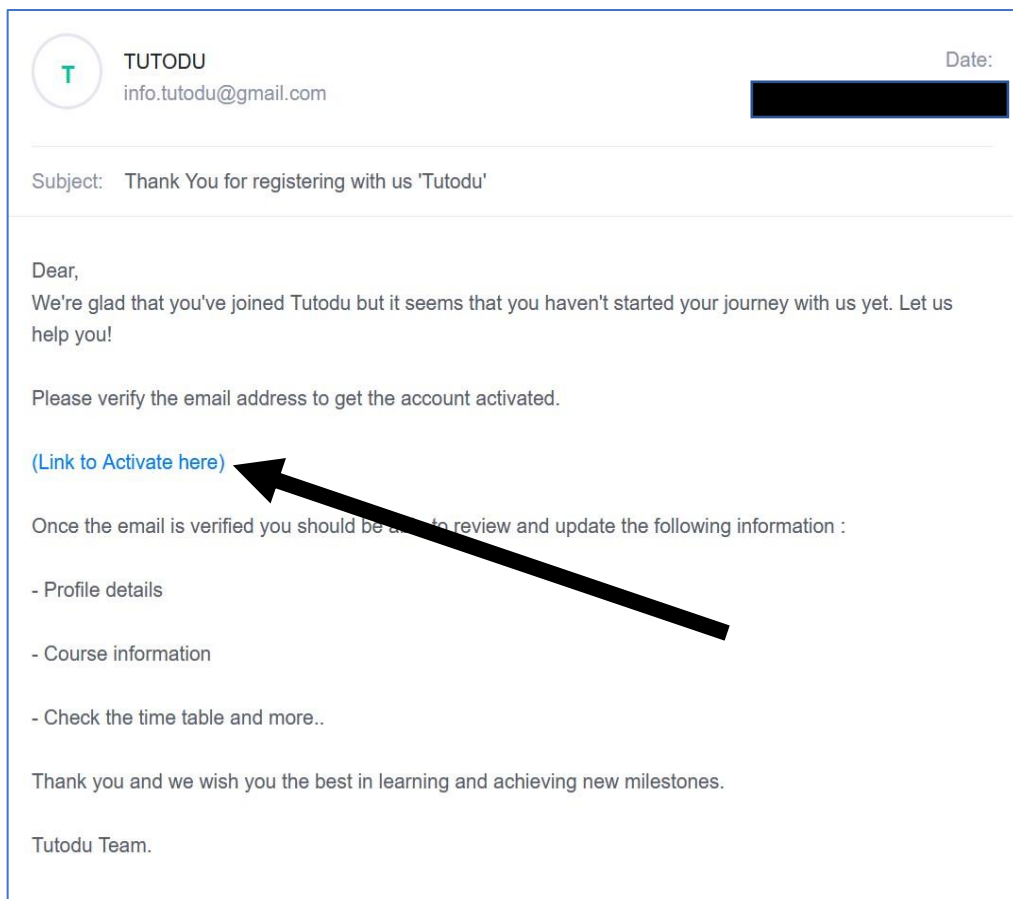 T
TUTODU
Date:
info.tutodu@gmail.com
Subject: Thank You for registering with us 'Tutodu'
Dear,
We're glad that you've joined Tutodu but it seems that you haven't started your journey with us yet. Let us
help you!
Please verify the email address to get the account activated.
(Link to Activate here)
Once the email is verified you should be to review and update the following information :
- Profile details
- Course information
- Check the time table and more..
Thank you and we wish you the best in learning and achieving new milestones.
Tutodu Team.